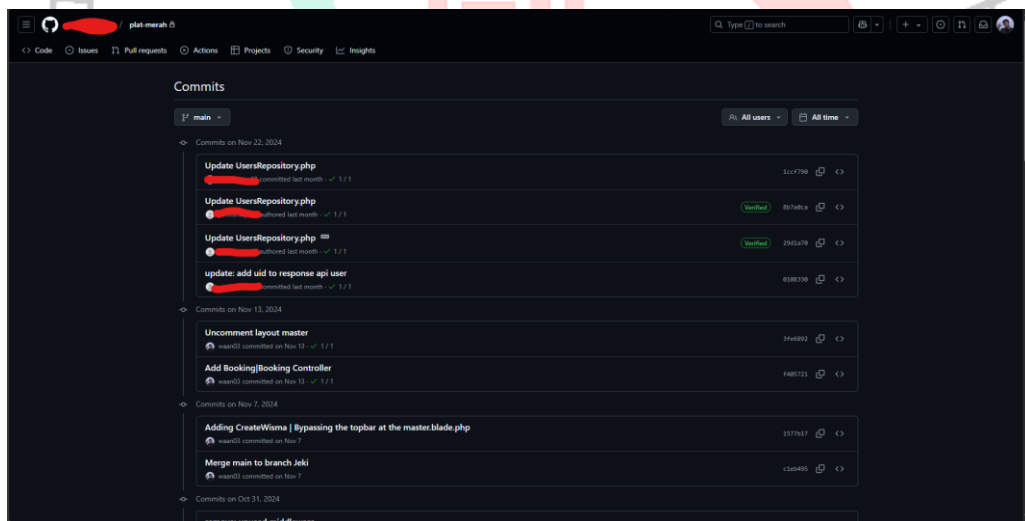 / plat-merah
Type / to search
Code Issues Pull requests Actions Projects Security Insights
Commits
main
All users All time
Commits on Nov 22, 2024
Update UsersRepository.php
1ccf790
committed last month · 1 / 1
Update UsersRepository.php
Verified 8b7a0ca
authored last month · 1 / 1
Update UsersRepository.php
Verified 29d1a70
authored last month · 1 / 1
update: add uid to response api user
0108330
committed last month · 1 / 1
Commits on Nov 13, 2024
Uncomment layout master
3fe6892
waan03 committed on Nov 13 · 1 / 1
Add Booking|Booking Controller
f405721
waan03 committed on Nov 13 · 1 / 1
Commits on Nov 7, 2024
Adding CreateWisma | Bypassing the topbar at the master.blade.php
1577b17
waan03 committed on Nov 7
Merge main to branch Jeki
c1eb495
waan03 committed on Nov 7
Commits on Oct 31, 2024